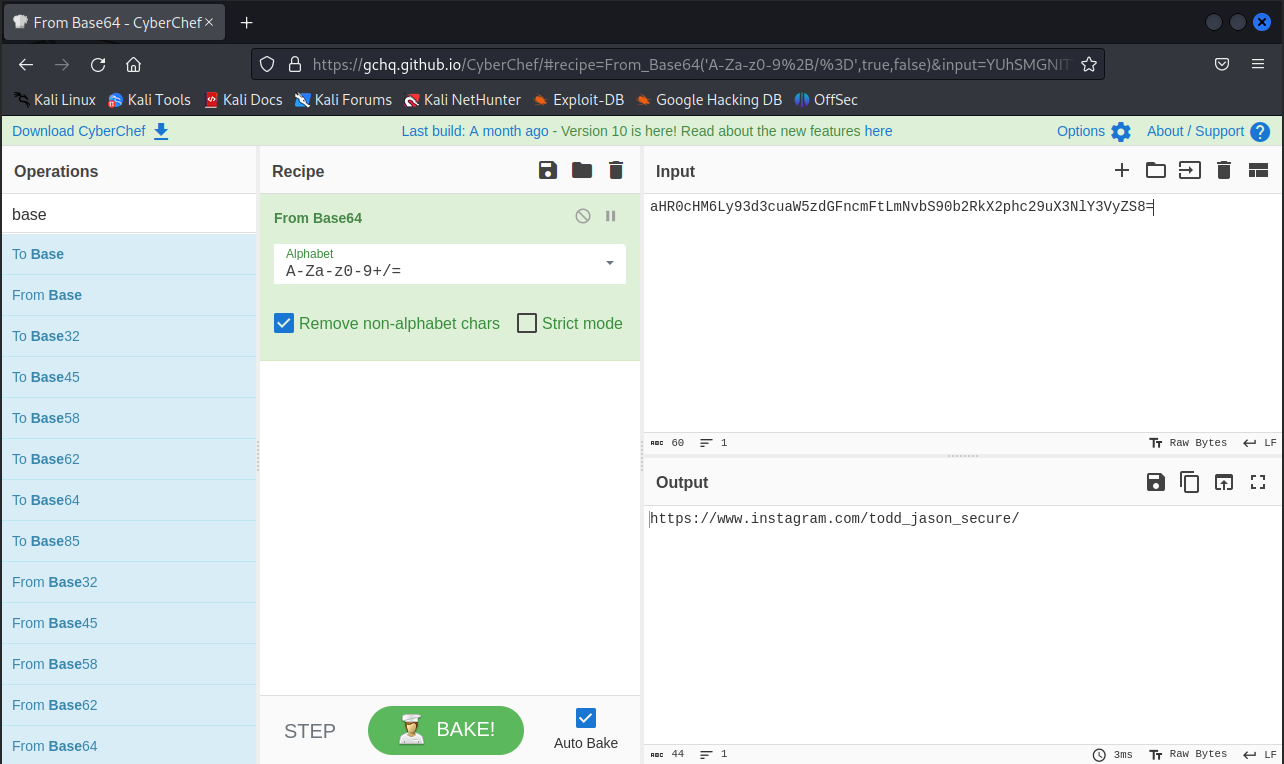 From Base64 - CyberChef
https://gchq.github.io/CyberChef/#recipe=From_Base64('A-Za-z0-9%2B/%3D',true,false)&input=YUhSMGNIT
Kali Linux Kali Tools Kali Docs Kali Forums Kali NetHunter Exploit-DB Google Hacking DB OffSec
Download CyberChef Last build: A month ago - Version 10 is here! Read about the new features here Options About / Support
Operations
base
To Base
From Base
To Base32
To Base45
To Base58
To Base62
To Base64
To Base85
From Base32
From Base45
From Base58
From Base62
From Base64
Recipe
From Base64
Alphabet
A-Za-z0-9+/=
Remove non-alphabet chars Strict mode
STEP BAKE! Auto Bake
Input
aHR0cHM6Ly93d3cuaW5zdGFncmFtLmNvbS90b2RkX2phc29uX3NlY3VyZS8=
ABC 60 1 Raw Bytes LF
Output
https://www.instagram.com/todd_jason_secure/
ABC 44 1 3ms Raw Bytes LF